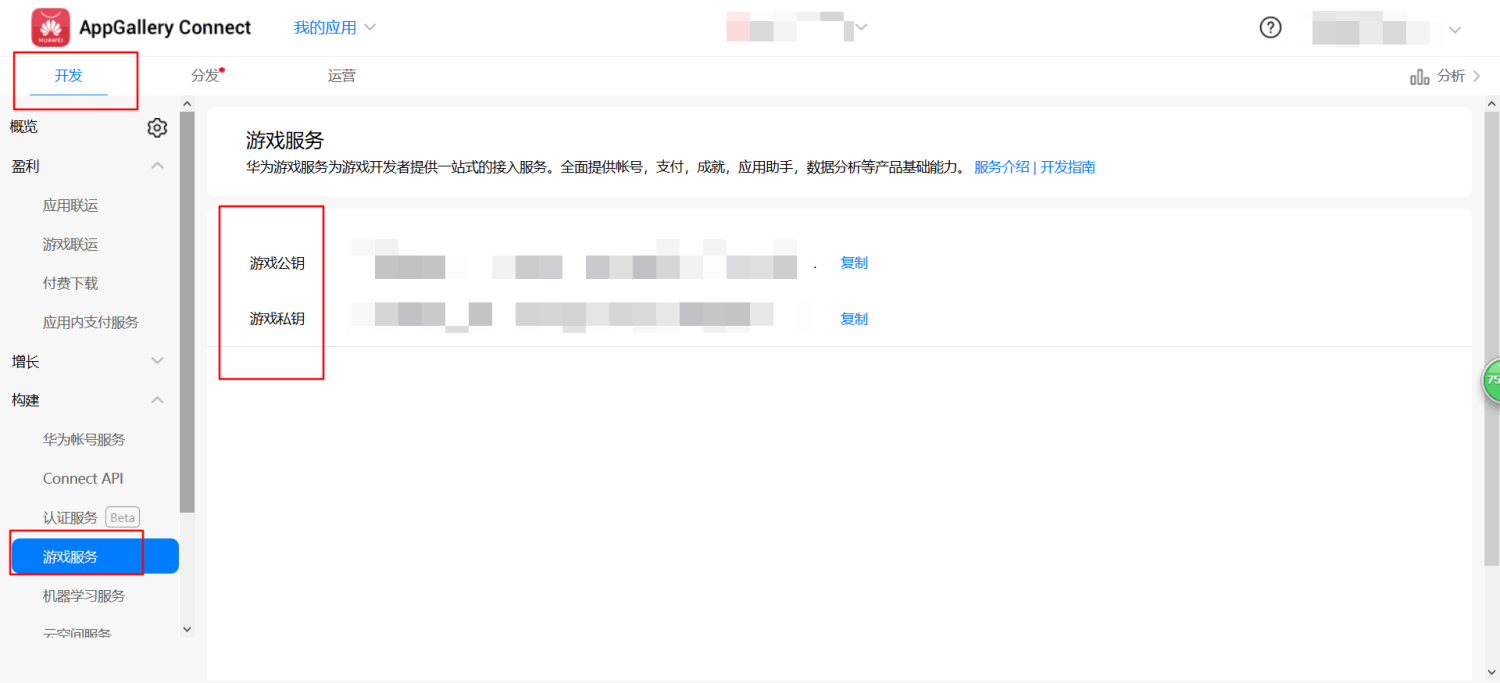 HUAWEI
AppGallery Connect 我的应用
开发 分发 运营 分析
概览
盈利
应用联运
游戏联运
付费下载
应用内支付服务
增长
构建
华为帐号服务
Connect API
认证服务 Beta
游戏服务
机器学习服务
云空间服务
游戏服务
华为游戏服务为游戏开发者提供一站式的接入服务。全面提供帐号，支付，成就，应用助手，数据分析等产品基础能力。 服务介绍 | 开发指南
游戏公钥 复制
游戏私钥 复制
75